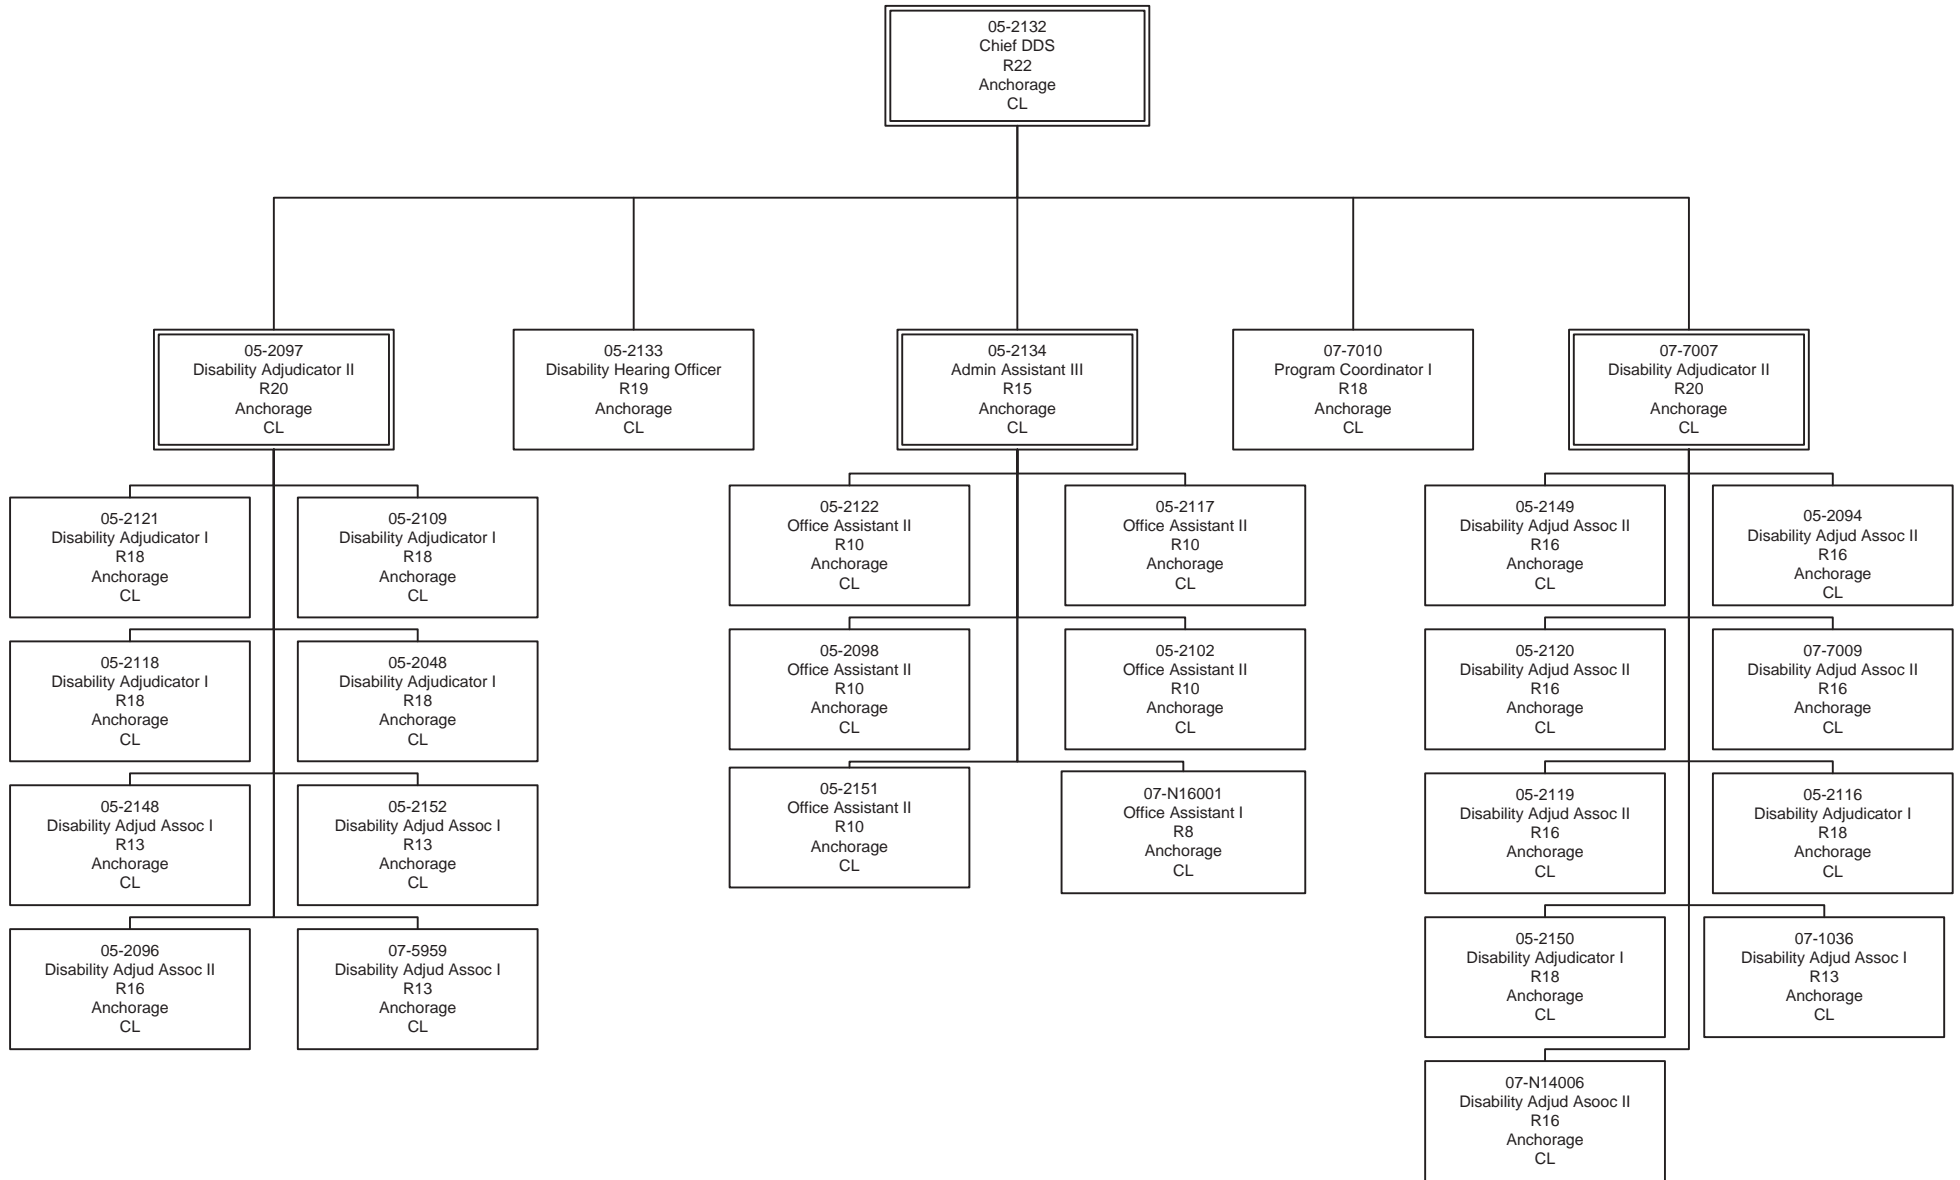 05-2132
Chief DDS
R22
Anchorage
CL
05-2097
Disability Adjudicator II
R20
Anchorage
CL
05-2133
Disability Hearing Officer
R19
Anchorage
CL
05-2134
Admin Assistant III
R15
Anchorage
CL
07-7010
Program Coordinator I
R18
Anchorage
CL
07-7007
Disability Adjudicator II
R20
Anchorage
CL
05-2121
Disability Adjudicator I
R18
Anchorage
CL
05-2109
Disability Adjudicator I
R18
Anchorage
CL
05-2118
Disability Adjudicator I
R18
Anchorage
CL
05-2048
Disability Adjudicator I
R18
Anchorage
CL
05-2148
Disability Adjud Assoc I
R13
Anchorage
CL
05-2152
Disability Adjud Assoc I
R13
Anchorage
CL
05-2096
Disability Adjud Assoc II
R16
Anchorage
CL
07-5959
Disability Adjud Assoc I
R13
Anchorage
CL
05-2122
Office Assistant II
R10
Anchorage
CL
05-2117
Office Assistant II
R10
Anchorage
CL
05-2098
Office Assistant II
R10
Anchorage
CL
05-2102
Office Assistant II
R10
Anchorage
CL
05-2151
Office Assistant II
R10
Anchorage
CL
07-N16001
Office Assistant I
R8
Anchorage
CL
05-2149
Disability Adjud Assoc II
R16
Anchorage
CL
05-2094
Disability Adjud Assoc II
R16
Anchorage
CL
05-2120
Disability Adjud Assoc II
R16
Anchorage
CL
07-7009
Disability Adjud Assoc II
R16
Anchorage
CL
05-2119
Disability Adjud Assoc II
R16
Anchorage
CL
05-2116
Disability Adjudicator I
R18
Anchorage
CL
05-2150
Disability Adjudicator I
R18
Anchorage
CL
07-1036
Disability Adjud Assoc I
R13
Anchorage
CL
07-N14006
Disability Adjud Asooc II
R16
Anchorage
CL